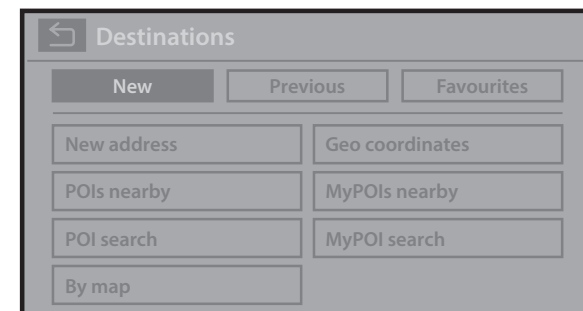 Destinations
New Previous Favourites
New address Geo coordinates
POIs nearby MyPOIs nearby
POI search MyPOI search
By map